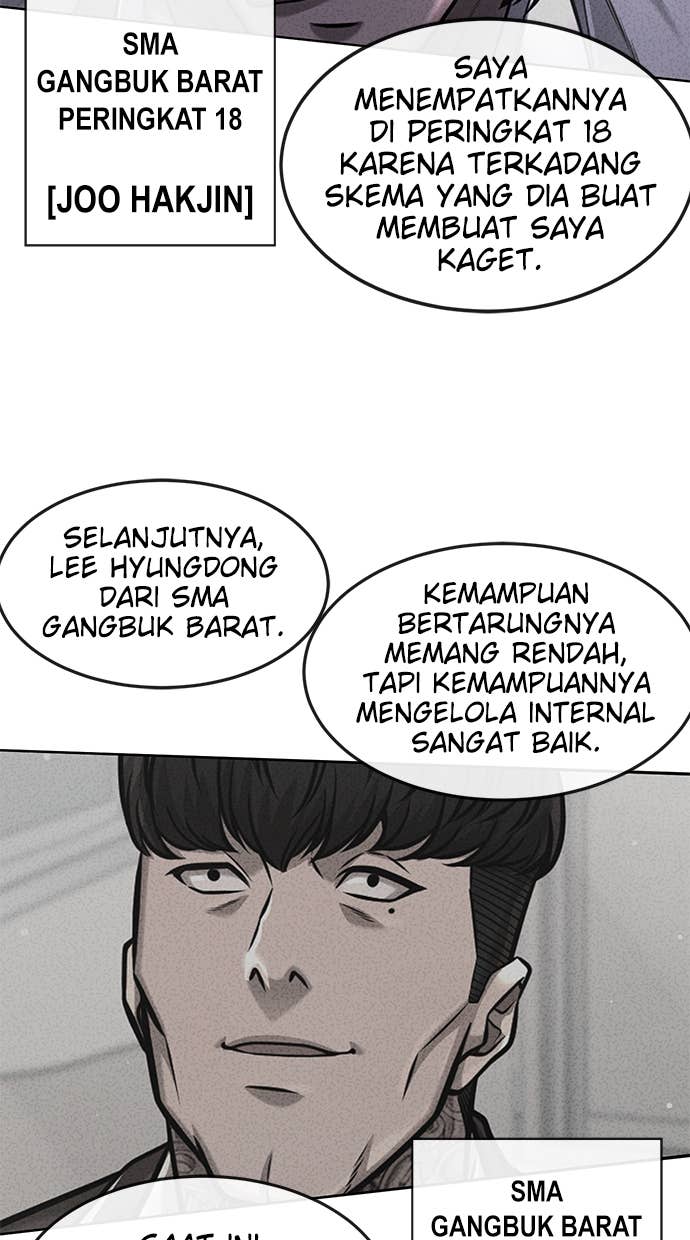 SMA
GANGBUK BARAT
PERINGKAT 18
[JOO HAKJIN]
SAYA
MENEMPATKANNYA
DI PERINGKAT 18
KARENA TERKADANG
SKEMA YANG DIA BUAT
MEMBUAT SAYA
KAGET.
SELANJUTNYA,
LEE HYUNGDONG
DARI SMA
GANGBUK BARAT.
KEMAMPUAN
BERTARUNGNYA
MEMANG RENDAH,
TAPI KEMAMPUANNYA
MENGELOLA INTERNAL
SANGAT BAIK.
SMA
GANGBUK BARAT
SAAT INI